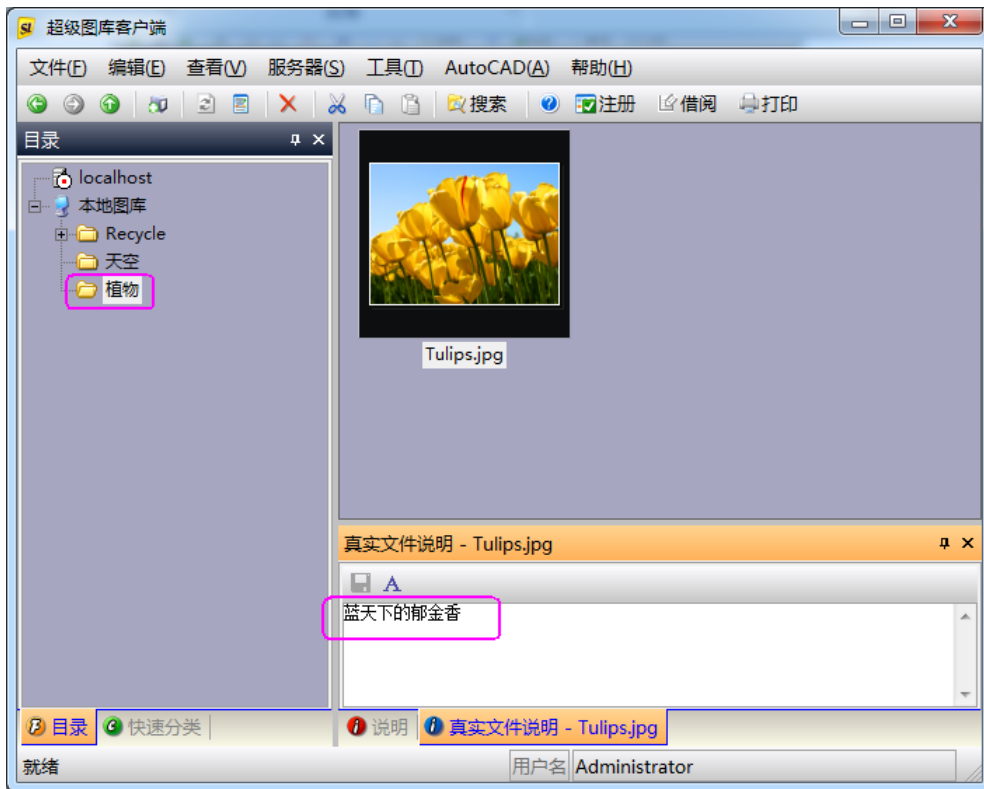 超级图库客户端
文件(F) 编辑(E) 查看(V) 服务器(S) 工具(T) AutoCAD(A) 帮助(H)
搜索 注册 借阅 打印
目录
localhost
本地图库
Recycle
天空
植物
Tulips.jpg
真实文件说明 - Tulips.jpg
A
蓝天下的郁金香
目录 快速分类 说明 真实文件说明 - Tulips.jpg
就绪 用户名 Administrator